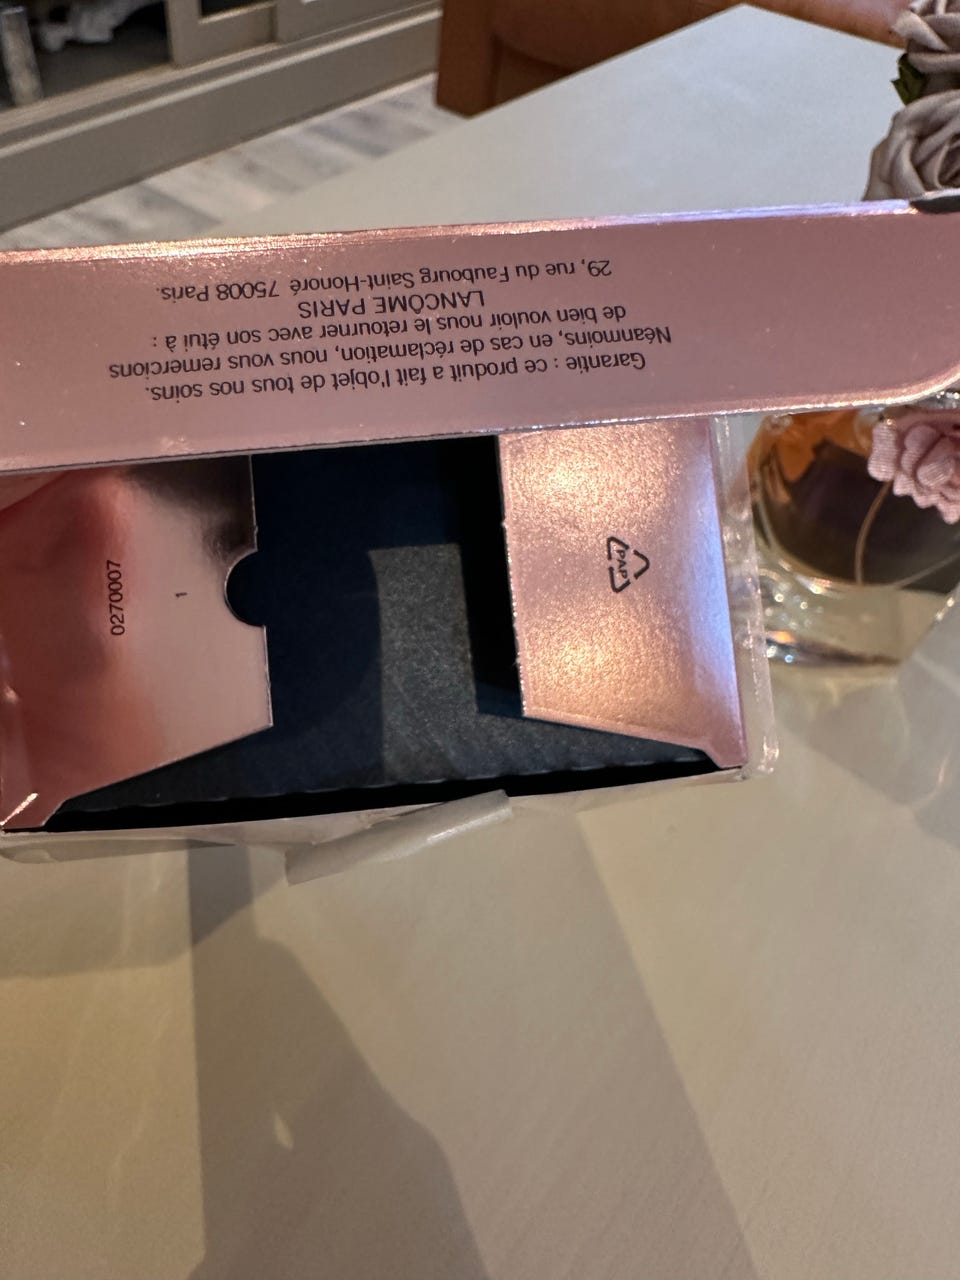 Garantie : ce produit a fait l'objet de tous nos soins.
Néanmoins, en cas de réclamation, nous vous remercions
de bien vouloir nous le retourner avec son étui à :
LANCÔME PARIS
29, rue du Faubourg Saint-Honoré 75008 Paris.
0270007
1
PAP